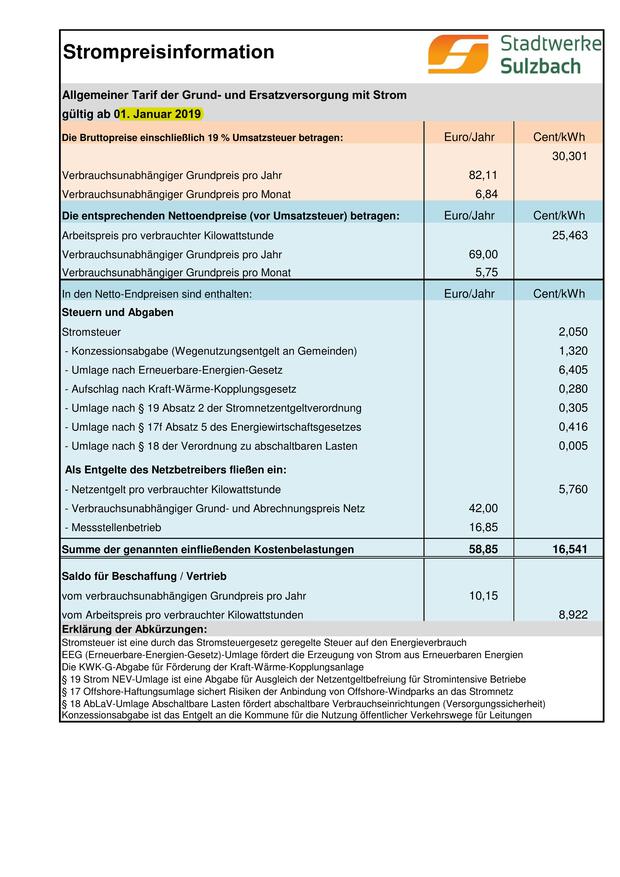 Strompreisinformation
Stadtwerke
Sulzbach
Allgemeiner Tarif der Grund- und Ersatzversorgung mit Strom
gültig ab 01. Januar 2019
Die Bruttopreise einschließlich 19 % Umsatzsteuer betragen: Euro/Jahr Cent/kWh
30,301
Verbrauchsunabhängiger Grundpreis pro Jahr 82,11
Verbrauchsunabhängiger Grundpreis pro Monat 6,84
Die entsprechenden Nettoendpreise (vor Umsatzsteuer) betragen: Euro/Jahr Cent/kWh
Arbeitspreis pro verbrauchter Kilowattstunde 25,463
Verbrauchsunabhängiger Grundpreis pro Jahr 69,00
Verbrauchsunabhängiger Grundpreis pro Monat 5,75
In den Netto-Endpreisen sind enthalten: Euro/Jahr Cent/kWh
Steuern und Abgaben
Stromsteuer 2,050
- Konzessionsabgabe (Wegenutzungsentgelt an Gemeinden) 1,320
- Umlage nach Erneuerbare-Energien-Gesetz 6,405
- Aufschlag nach Kraft-Wärme-Kopplungsgesetz 0,280
- Umlage nach § 19 Absatz 2 der Stromnetzentgeltverordnung 0,305
- Umlage nach § 17f Absatz 5 des Energiewirtschaftsgesetzes 0,416
- Umlage nach § 18 der Verordnung zu abschaltbaren Lasten 0,005
Als Entgelte des Netzbetreibers fließen ein:
- Netzentgelt pro verbrauchter Kilowattstunde 5,760
- Verbrauchsunabhängiger Grund- und Abrechnungspreis Netz 42,00
- Messstellenbetrieb 16,85
Summe der genannten einfließenden Kostenbelastungen 58,85 16,541
Saldo für Beschaffung / Vertrieb
vom verbrauchsunabhängigen Grundpreis pro Jahr 10,15
vom Arbeitspreis pro verbrauchter Kilowattstunden 8,922
Erklärung der Abkürzungen:
Stromsteuer ist eine durch das Stromsteuergesetz geregelte Steuer auf den Energieverbrauch
EEG (Erneuerbare-Energien-Gesetz)-Umlage fördert die Erzeugung von Strom aus Erneuerbaren Energien
Die KWK-G-Abgabe für Förderung der Kraft-Wärme-Kopplungsanlage
§ 19 Strom NEV-Umlage ist eine Abgabe für Ausgleich der Netzentgeltbefreiung für Stromintensive Betriebe
§ 17 Offshore-Haftungsumlage sichert Risiken der Anbindung von Offshore-Windparks an das Stromnetz
§ 18 AbLaV-Umlage Abschaltbare Lasten fördert abschaltbare Verbrauchseinrichtungen (Versorgungssicherheit)
Konzessionsabgabe ist das Entgelt an die Kommune für die Nutzung öffentlicher Verkehrswege für Leitungen